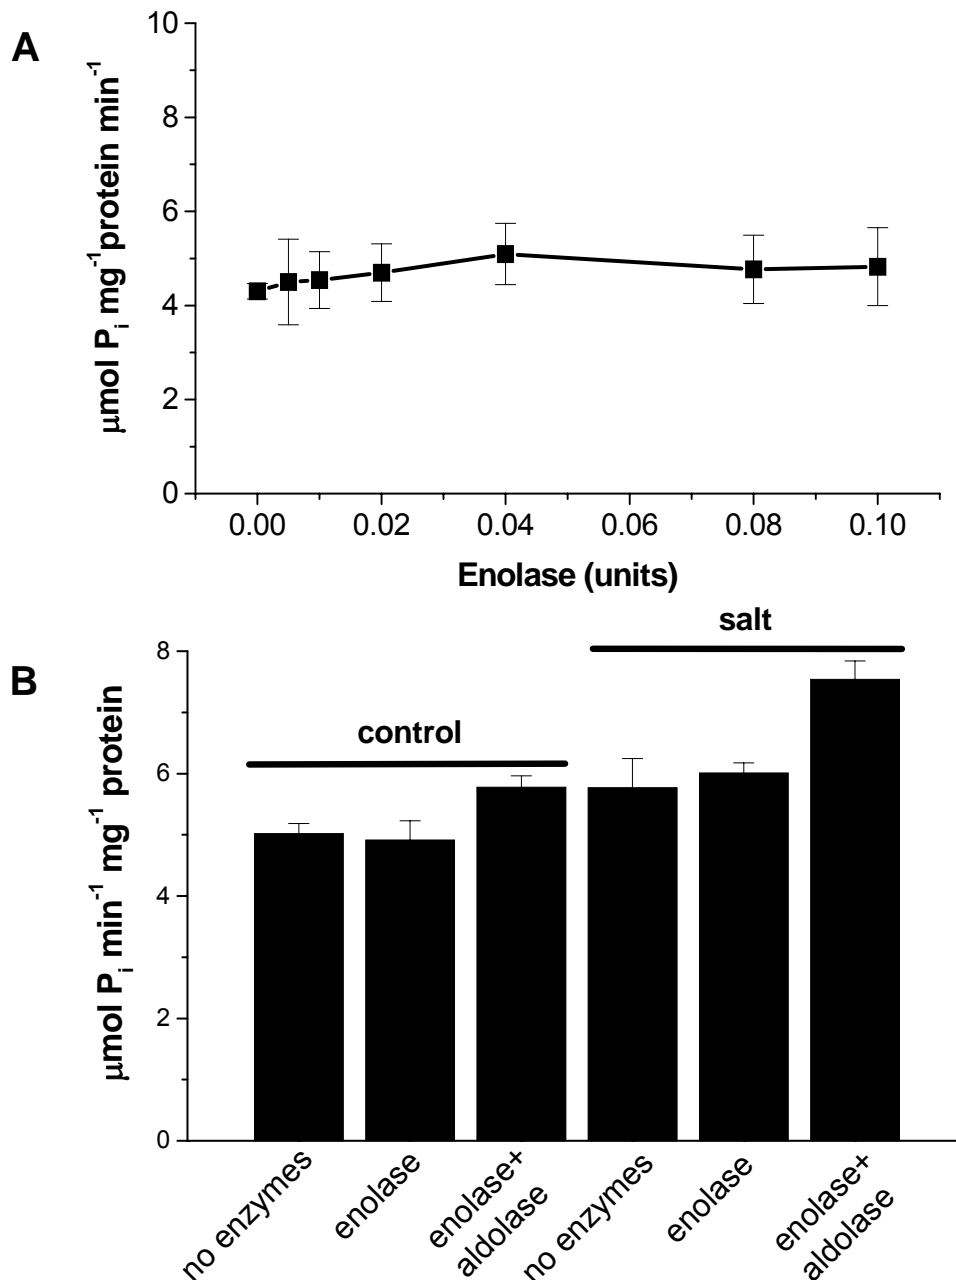 A
μmol Pi mg-1protein min-1
10
8
6
4
2
0
0.00 0.02 0.04 0.06 0.08 0.10
Enolase (units)
B
μmol Pi min-1 mg-1 protein
salt
control
8
6
4
2
0
no enzymes
enolase
enolase+
aldolase
no enzymes
enolase
enolase+
aldolase